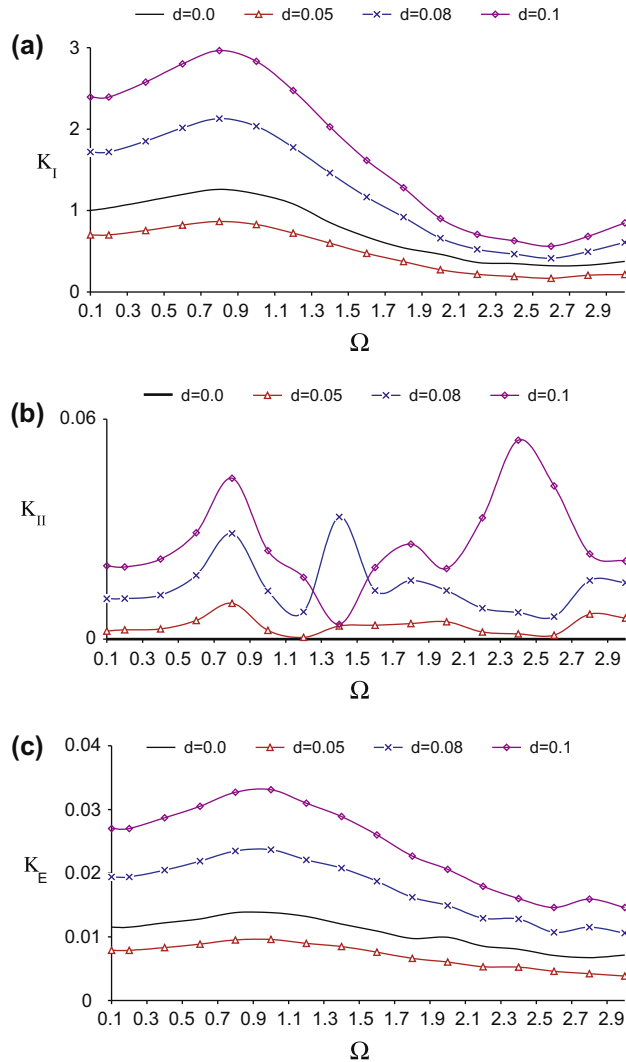 d=0.0 d=0.05 d=0.08 d=0.1
(a)
3
2
K_I
1
0
0.1 0.3 0.5 0.7 0.9 1.1 1.3 1.5 1.7 1.9 2.1 2.3 2.5 2.7 2.9
Ω
(b)
d=0.0 d=0.05 d=0.08 d=0.1
0.06
K_II
0
0.1 0.3 0.5 0.7 0.9 1.1 1.3 1.5 1.7 1.9 2.1 2.3 2.5 2.7 2.9
Ω
(c)
0.04 d=0.0 d=0.05 d=0.08 d=0.1
0.03
K_E
0.02
0.01
0
0.1 0.3 0.5 0.7 0.9 1.1 1.3 1.5 1.7 1.9 2.1 2.3 2.5 2.7 2.9
Ω